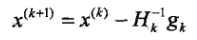 x^{(k+1)} = x^{(k)} - H_k^{-1} g_k